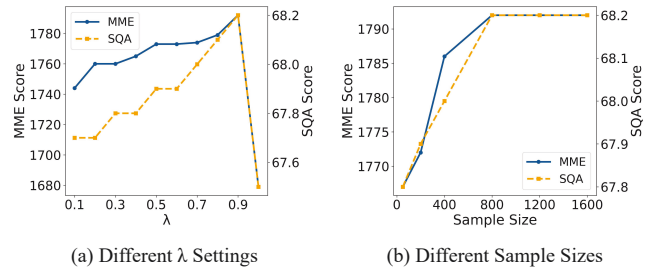 MME
SQA
1780
1760
1740
1720
1700
1680
MME Score
68.2
68.0
67.8
67.6
SQA Score
0.1 0.3 0.5 0.7 0.9
λ
(a) Different λ Settings
1790
1785
1780
1775
1770
MME Score
68.2
68.1
68.0
67.9
67.8
SQA Score
MME
SQA
0 400 800 1200 1600
Sample Size
(b) Different Sample Sizes